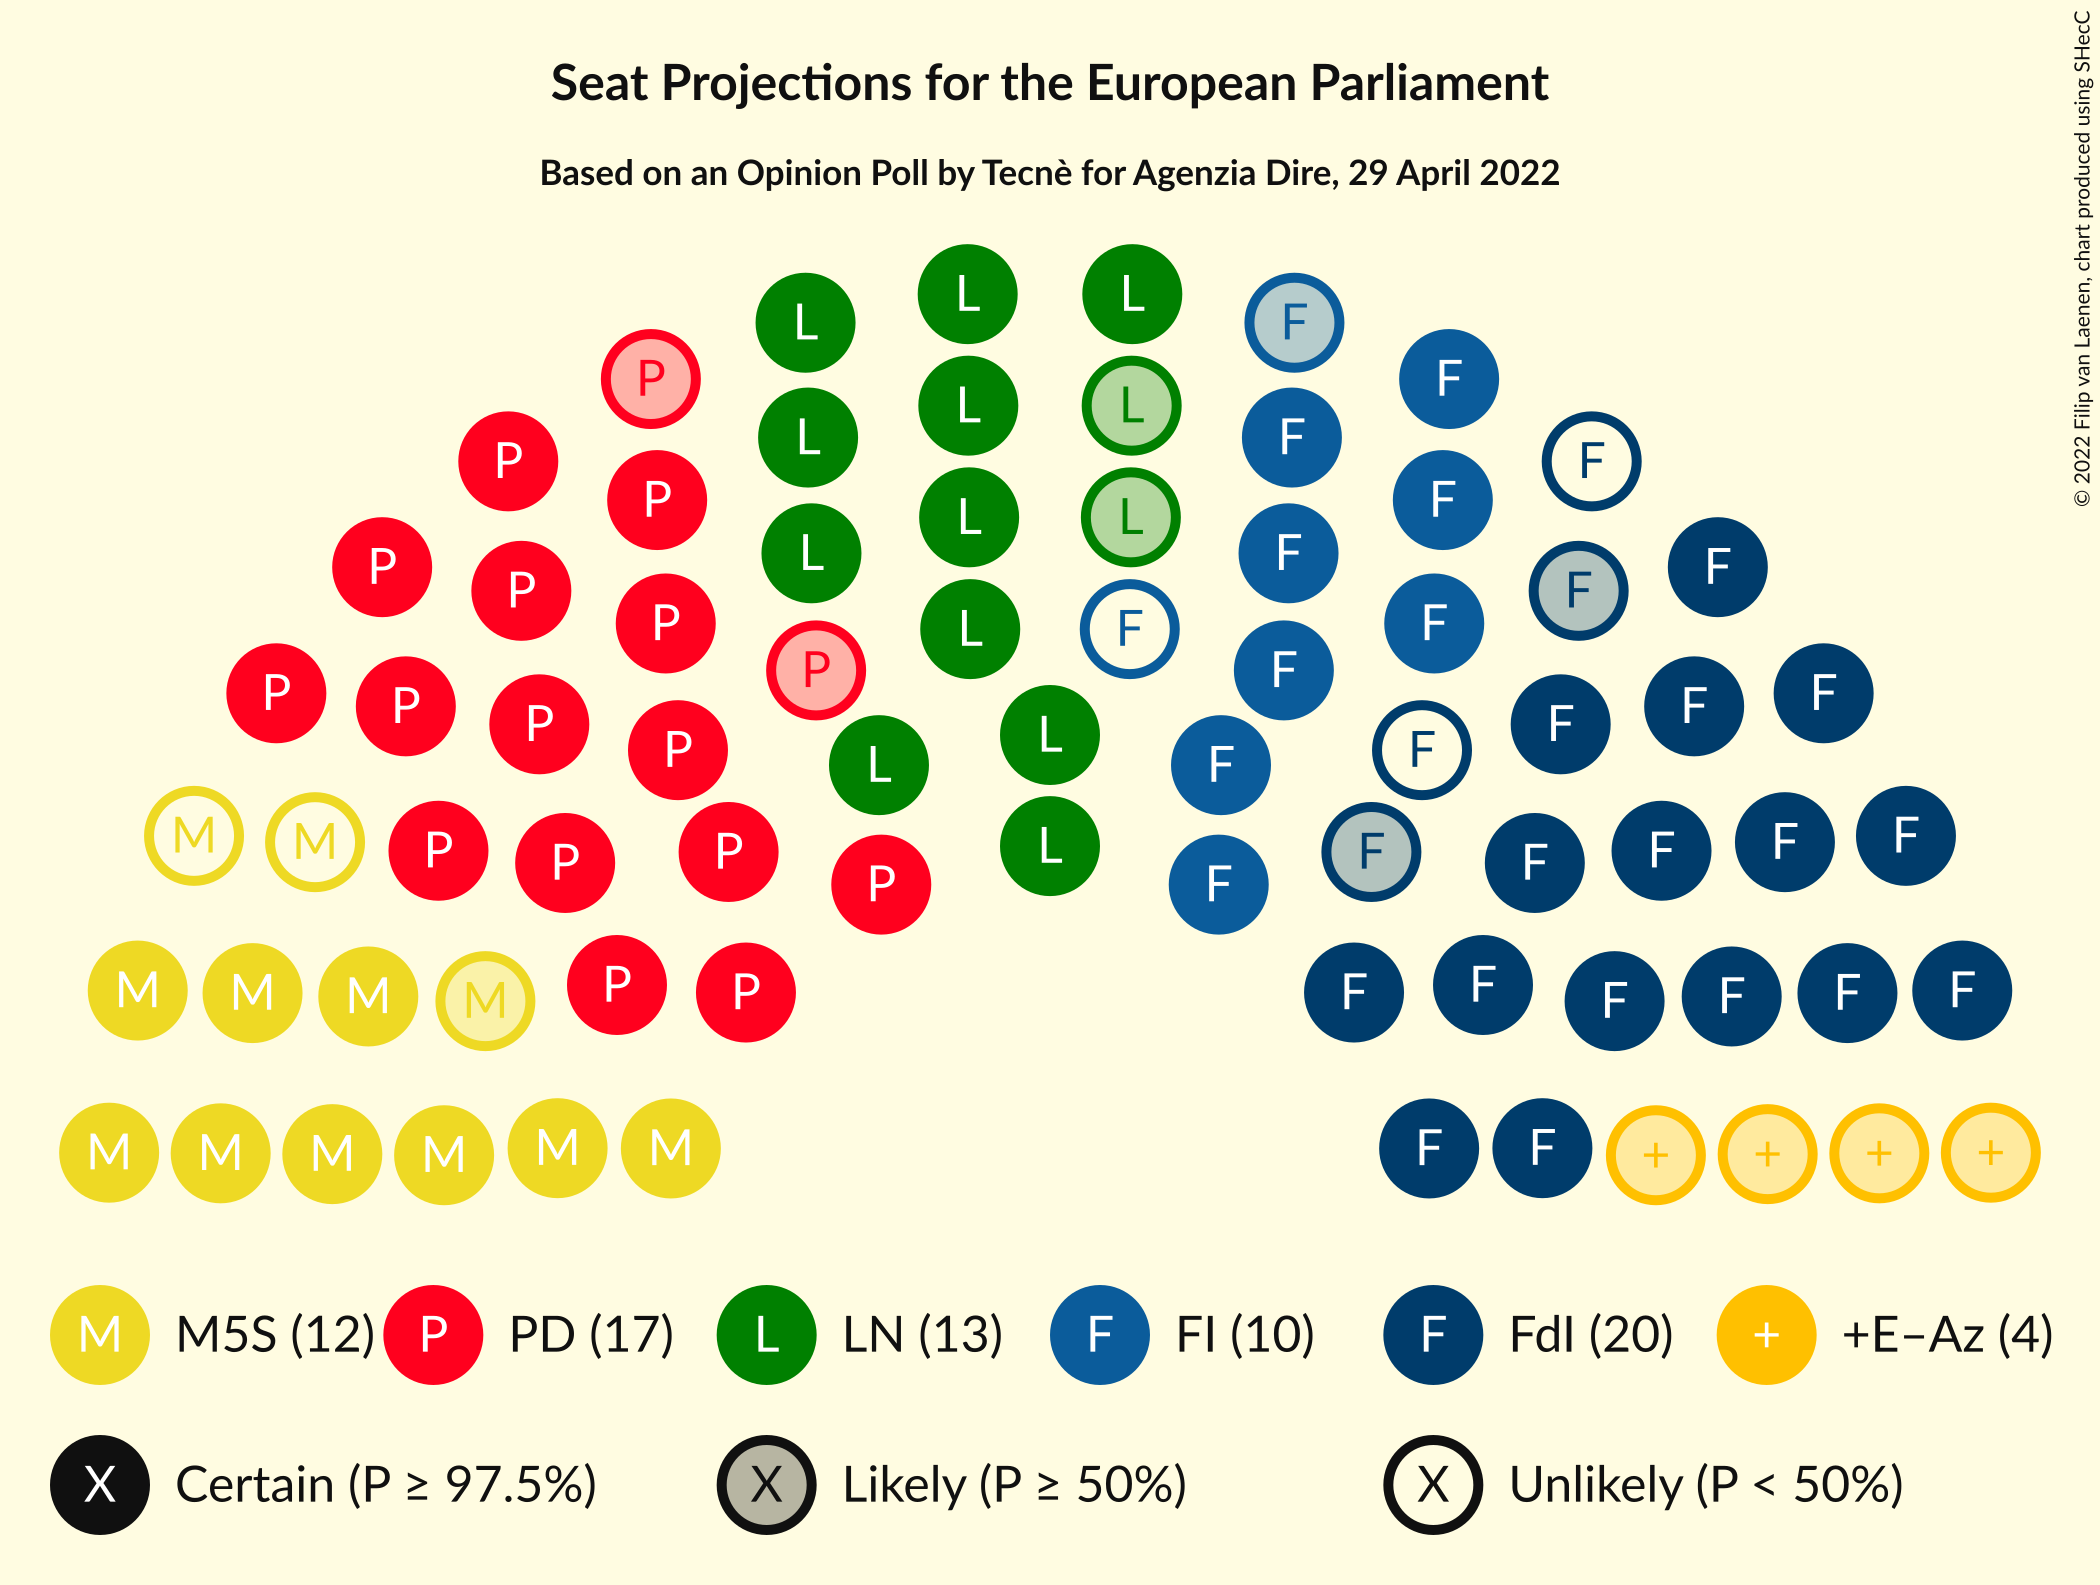 Seat Projections for the European Parliament
Based on an Opinion Poll by Tecnè for Agenzia Dire, 29 April 2022
© 2022 Filip van Laenen, chart produced using SHecC
L L
L L F
P L L F
L F
P L L F
P P F F
P L F F
P P F F
P P L F F
P L F F F
P P F F
P P L F F F
P L F F
M M P P P L F F F F F F
P F
M M M M P P F F F F F F
M M M M M M F F + + + +
M M5S (12) P PD (17) L LN (13) F FI (10) F FdI (20) + +E–Az (4)
X Certain (P ≥ 97.5%) X Likely (P ≥ 50%) X Unlikely (P < 50%)